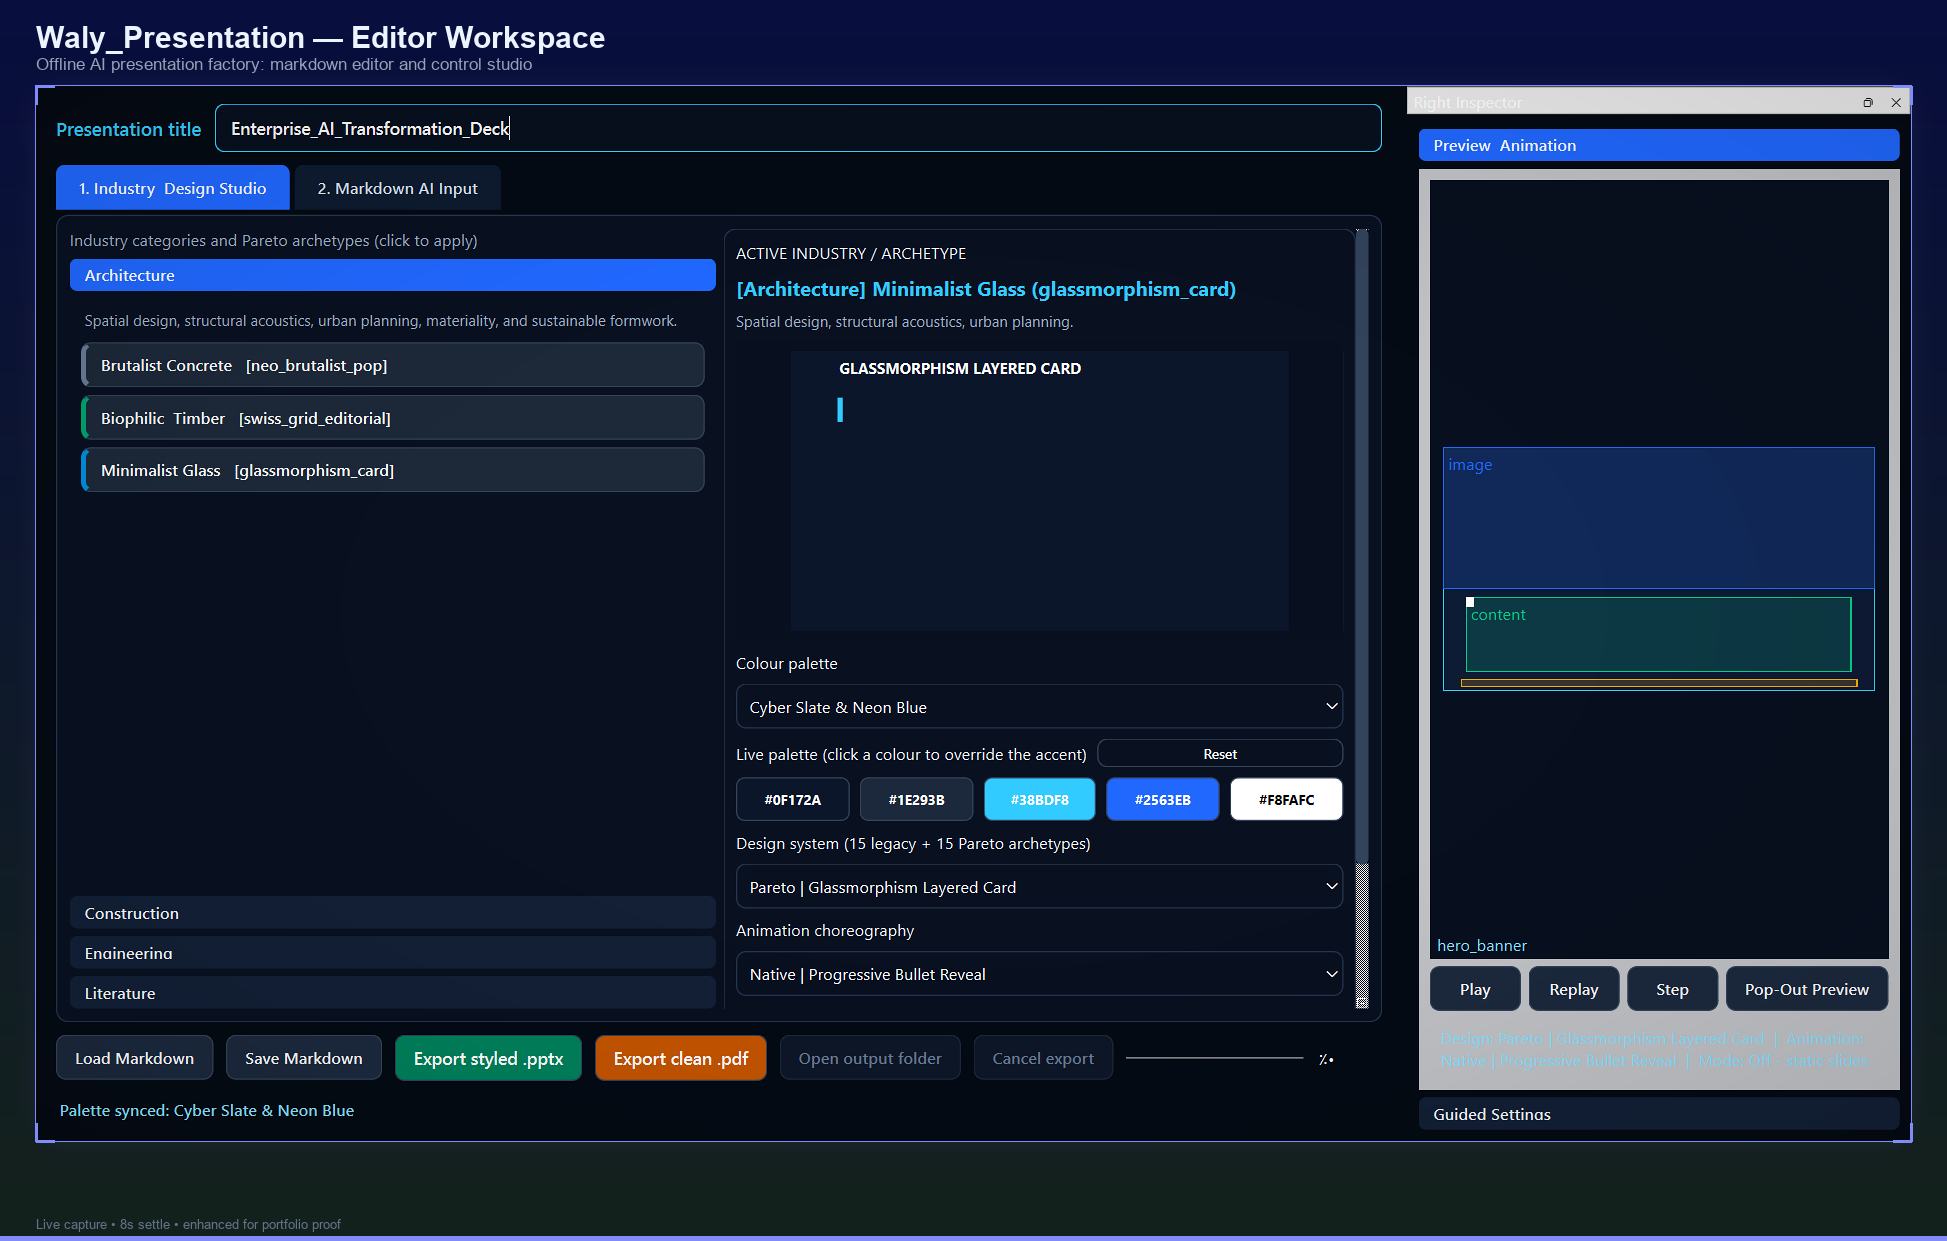 Waly_Presentation — Editor Workspace
Offline AI presentation factory: markdown editor and control studio
Presentation title
Enterprise_AI_Transformation_Deck
1. Industry  Design Studio
2. Markdown AI Input
Industry categories and Pareto archetypes (click to apply)
Architecture
Spatial design, structural acoustics, urban planning, materiality, and sustainable formwork.
Brutalist Concrete   [neo_brutalist_pop]
Biophilic  Timber   [swiss_grid_editorial]
Minimalist Glass   [glassmorphism_card]
Construction
Engineering
Literature
ACTIVE INDUSTRY / ARCHETYPE
[Architecture] Minimalist Glass (glassmorphism_card)
Spatial design, structural acoustics, urban planning.
GLASSMORPHISM LAYERED CARD
Colour palette
Cyber Slate & Neon Blue
Live palette (click a colour to override the accent)
Reset
#0F172A
#1E293B
#38BDF8
#2563EB
#F8FAFC
Design system (15 legacy + 15 Pareto archetypes)
Pareto | Glassmorphism Layered Card
Animation choreography
Native | Progressive Bullet Reveal
Load Markdown
Save Markdown
Export styled .pptx
Export clean .pdf
Open output folder
Cancel export
Palette synced: Cyber Slate & Neon Blue
Right Inspector
Preview  Animation
image
content
hero_banner
Play
Replay
Step
Pop-Out Preview
Design: Pareto | Glassmorphism Layered Card  |  Animation:
Native | Progressive Bullet Reveal  |  Mode: Off - static slides
Guided Settings
Live capture • 8s settle • enhanced for portfolio proof